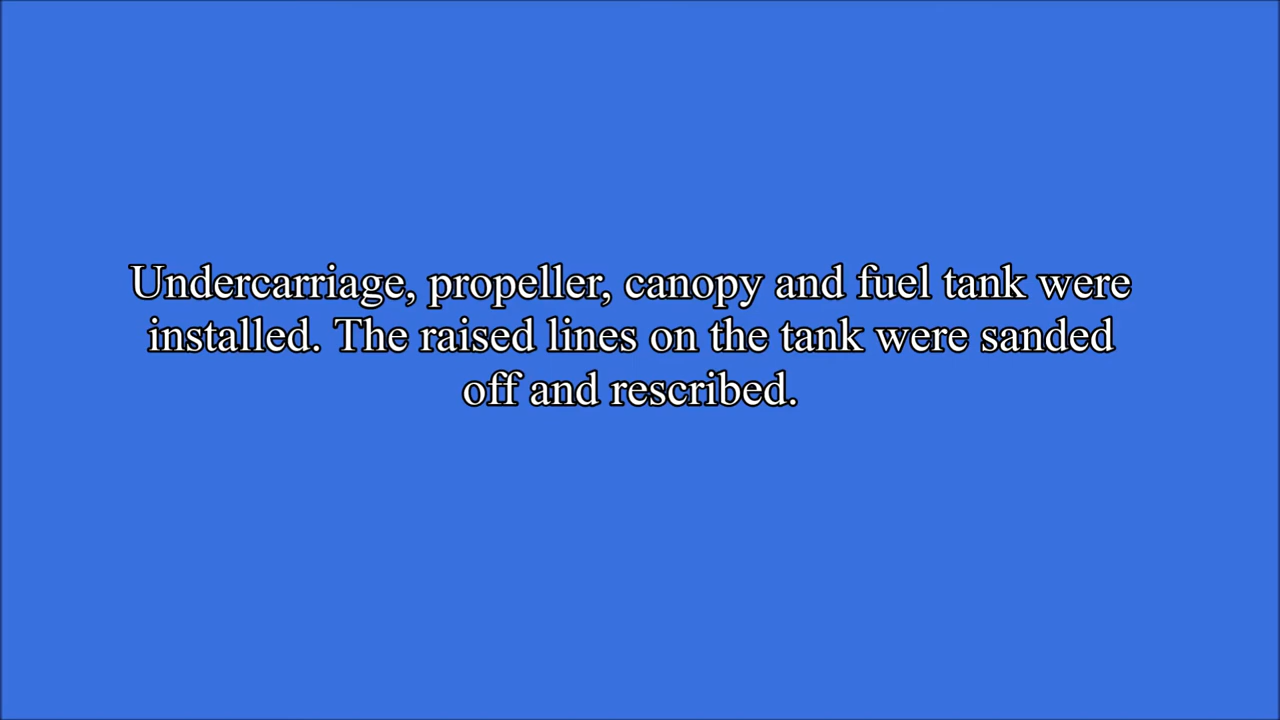 Undercarriage, propeller, canopy and fuel tank were
installed. The raised lines on the tank were sanded
off and rescribed.